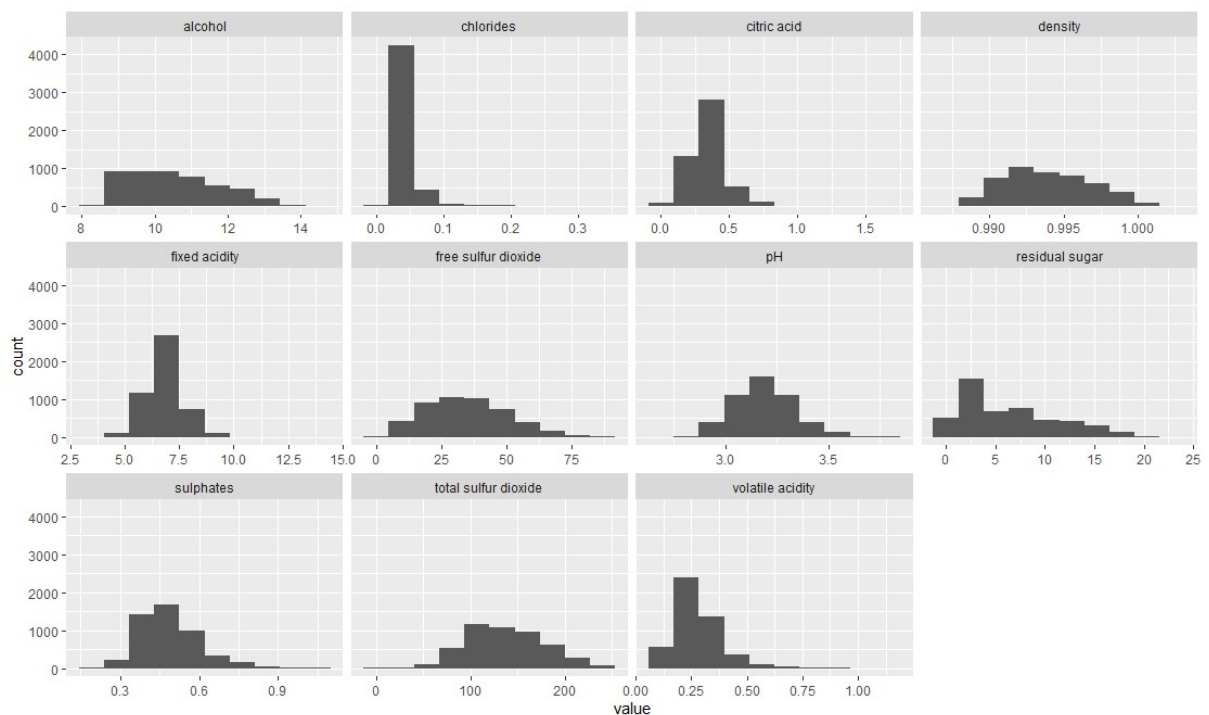 alcohol chlorides citric acid density
4000
3000
2000
1000
0
8 10 12 14 0.0 0.1 0.2 0.3 0.0 0.5 1.0 1.5 0.990 0.995 1.000
fixed acidity free sulfur dioxide pH residual sugar
4000
3000
count
2000
1000
0
2.5 5.0 7.5 10.0 12.5 15.0 0 25 50 75 3.0 3.5 0 5 10 15 20 25
sulphates total sulfur dioxide volatile acidity
4000
3000
2000
1000
0
0.3 0.6 0.9 0 100 200 0.00 0.25 0.50 0.75 1.00
value